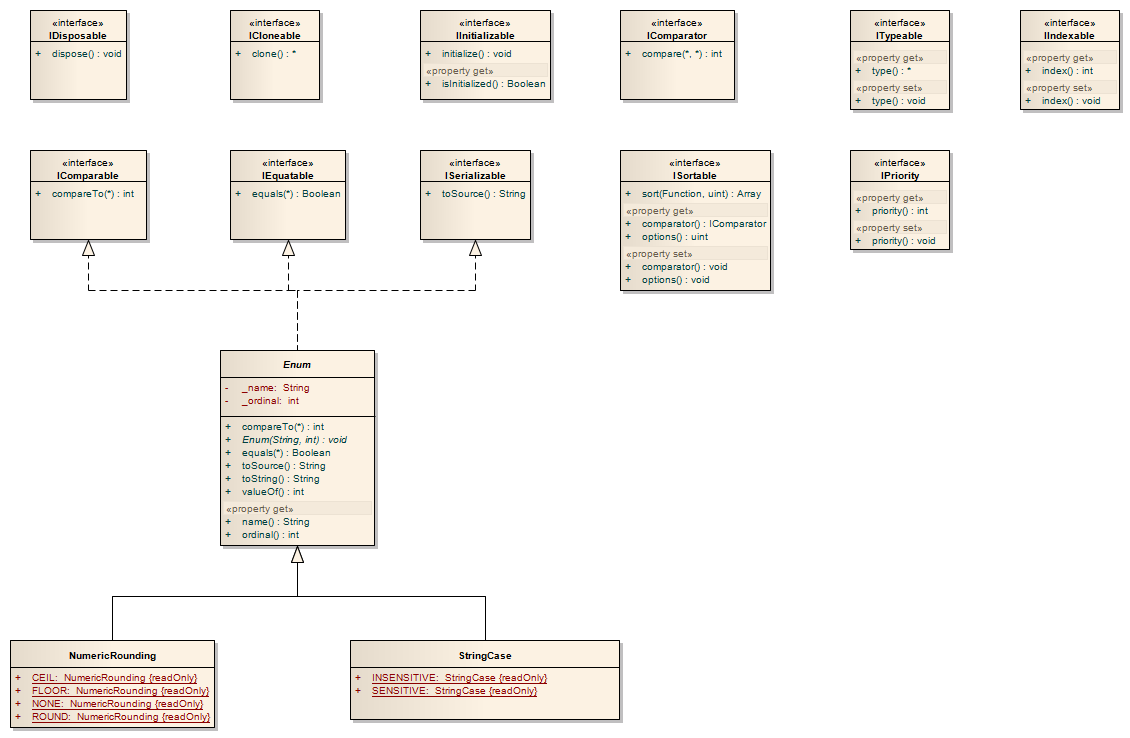 «interface»
IDisposable
+ dispose() : void
«interface»
ICloneable
+ clone() : *
«interface»
IInitializable
+ initialize() : void
«property get»
+ isInitialized() : Boolean
«interface»
IComparator
+ compare(*, *) : int
«interface»
ITypeable
«property get»
+ type() : *
«property set»
+ type() : void
«interface»
IIndexable
«property get»
+ index() : int
«property set»
+ index() : void
«interface»
IComparable
+ compareTo(*) : int
«interface»
IEquatable
+ equals(*) : Boolean
«interface»
ISerializable
+ toSource() : String
«interface»
ISortable
+ sort(Function, uint) : Array
«property get»
+ comparator() : IComparator
+ options() : uint
«property set»
+ comparator() : void
+ options() : void
«interface»
IPriority
«property get»
+ priority() : int
«property set»
+ priority() : void
Enum
- _name: String
- _ordinal: int
+ compareTo(*) : int
+ Enum(String, int) : void
+ equals(*) : Boolean
+ toSource() : String
+ toString() : String
+ valueOf() : int
«property get»
+ name() : String
+ ordinal() : int
NumericRounding
+ CEIL: NumericRounding {readOnly}
+ FLOOR: NumericRounding {readOnly}
+ NONE: NumericRounding {readOnly}
+ ROUND: NumericRounding {readOnly}
StringCase
+ INSENSITIVE: StringCase {readOnly}
+ SENSITIVE: StringCase {readOnly}